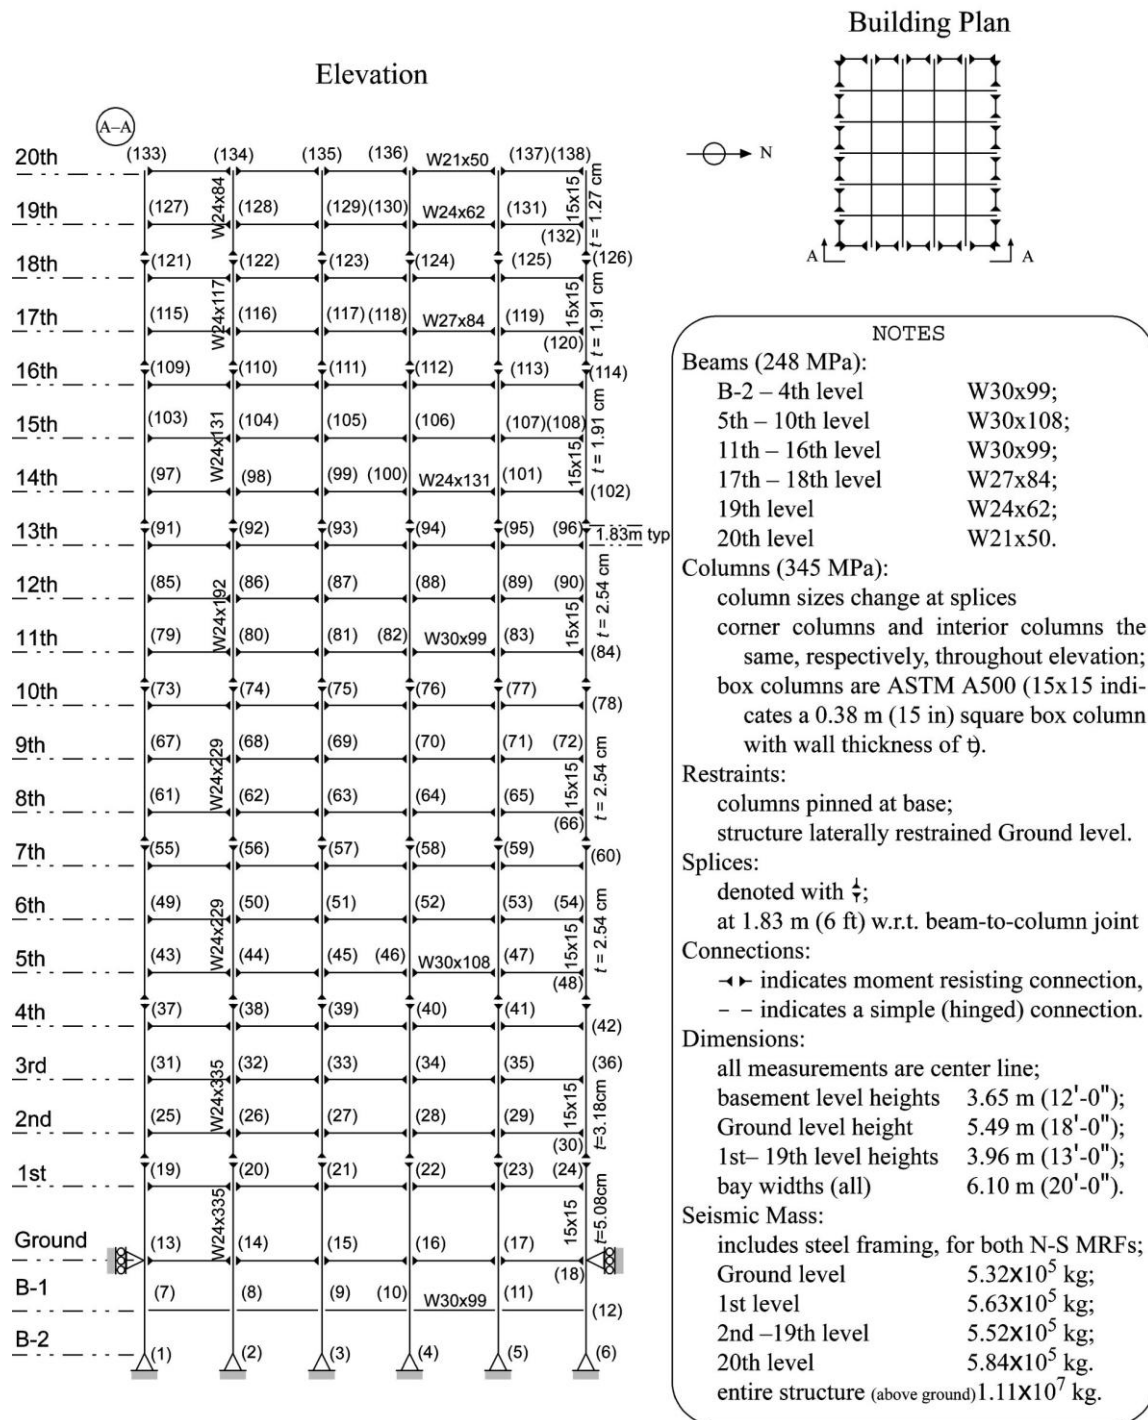 Building Plan
Elevation
A–A
N
A A
20th (133) (134) (135) (136) W21x50 (137)(138)
W24x84
15x15
t = 1.27 cm
19th (127) (128) (129)(130) W24x62 (131)
(132)
18th (121) (122) (123) (124) (125) (126)
W24x117
15x15
t = 1.91 cm
17th (115) (116) (117)(118) W27x84 (119)
(120)
16th (109) (110) (111) (112) (113) (114)
15th (103) (104) (105) (106) (107)(108)
W24x131
15x15
t = 1.91 cm
14th (97) (98) (99) (100) W24x131 (101)
(102)
13th (91) (92) (93) (94) (95) (96)
1.83m typ
12th (85) (86) (87) (88) (89) (90)
W24x192
15x15
t = 2.54 cm
11th (79) (80) (81) (82) W30x99 (83)
(84)
10th (73) (74) (75) (76) (77)
(78)
9th (67) (68) (69) (70) (71) (72)
W24x229
15x15
t = 2.54 cm
8th (61) (62) (63) (64) (65)
(66)
7th (55) (56) (57) (58) (59) (60)
6th (49) (50) (51) (52) (53) (54)
W24x229
15x15
t = 2.54 cm
5th (43) (44) (45) (46) W30x108 (47)
(48)
4th (37) (38) (39) (40) (41)
(42)
3rd (31) (32) (33) (34) (35) (36)
W24x335
15x15
t=3.18cm
2nd (25) (26) (27) (28) (29)
(30)
1st (19) (20) (21) (22) (23) (24)
W24x335
15x15
t=5.08cm
Ground (13) (14) (15) (16) (17)
(18)
B-1 (7) (8) (9) (10) W30x99 (11)
(12)
B-2 (1) (2) (3) (4) (5) (6)
NOTES
Beams (248 MPa):
B-2 – 4th level W30x99;
5th – 10th level W30x108;
11th – 16th level W30x99;
17th – 18th level W27x84;
19th level W24x62;
20th level W21x50.
Columns (345 MPa):
column sizes change at splices
corner columns and interior columns the
same, respectively, throughout elevation;
box columns are ASTM A500 (15x15 indi-
cates a 0.38 m (15 in) square box column
with wall thickness of t).
Restraints:
columns pinned at base;
structure laterally restrained Ground level.
Splices:
denoted with ;
at 1.83 m (6 ft) w.r.t. beam-to-column joint
Connections:
indicates moment resisting connection,
– – indicates a simple (hinged) connection.
Dimensions:
all measurements are center line;
basement level heights 3.65 m (12'-0");
Ground level height 5.49 m (18'-0");
1st– 19th level heights 3.96 m (13'-0");
bay widths (all) 6.10 m (20'-0").
Seismic Mass:
includes steel framing, for both N-S MRFs;
Ground level 5.32x10⁵ kg;
1st level 5.63x10⁵ kg;
2nd –19th level 5.52x10⁵ kg;
20th level 5.84x10⁵ kg.
entire structure (above ground)1.11x10⁷ kg.